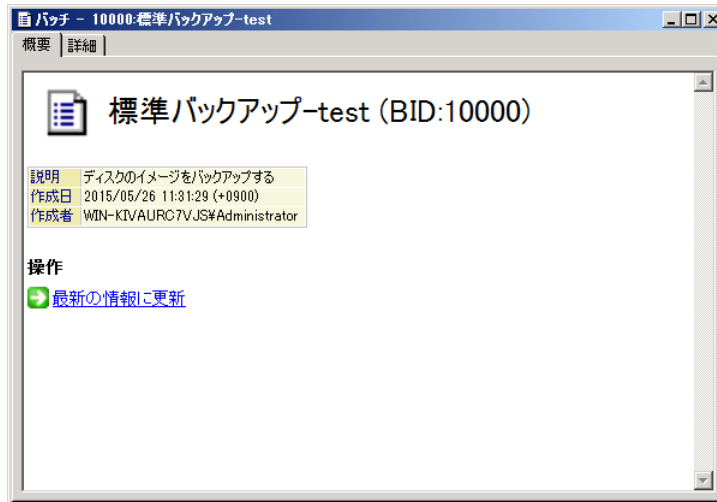 バッチ - 10000:標準バックアップ-test
概要 詳細
標準バックアップ-test (BID:10000)
説明 ディスクのイメージをバックアップする
作成日 2015/05/26 11:31:29 (+0900)
作成者 WIN-KIVAURC7VJS¥Administrator
操作
最新の情報に更新